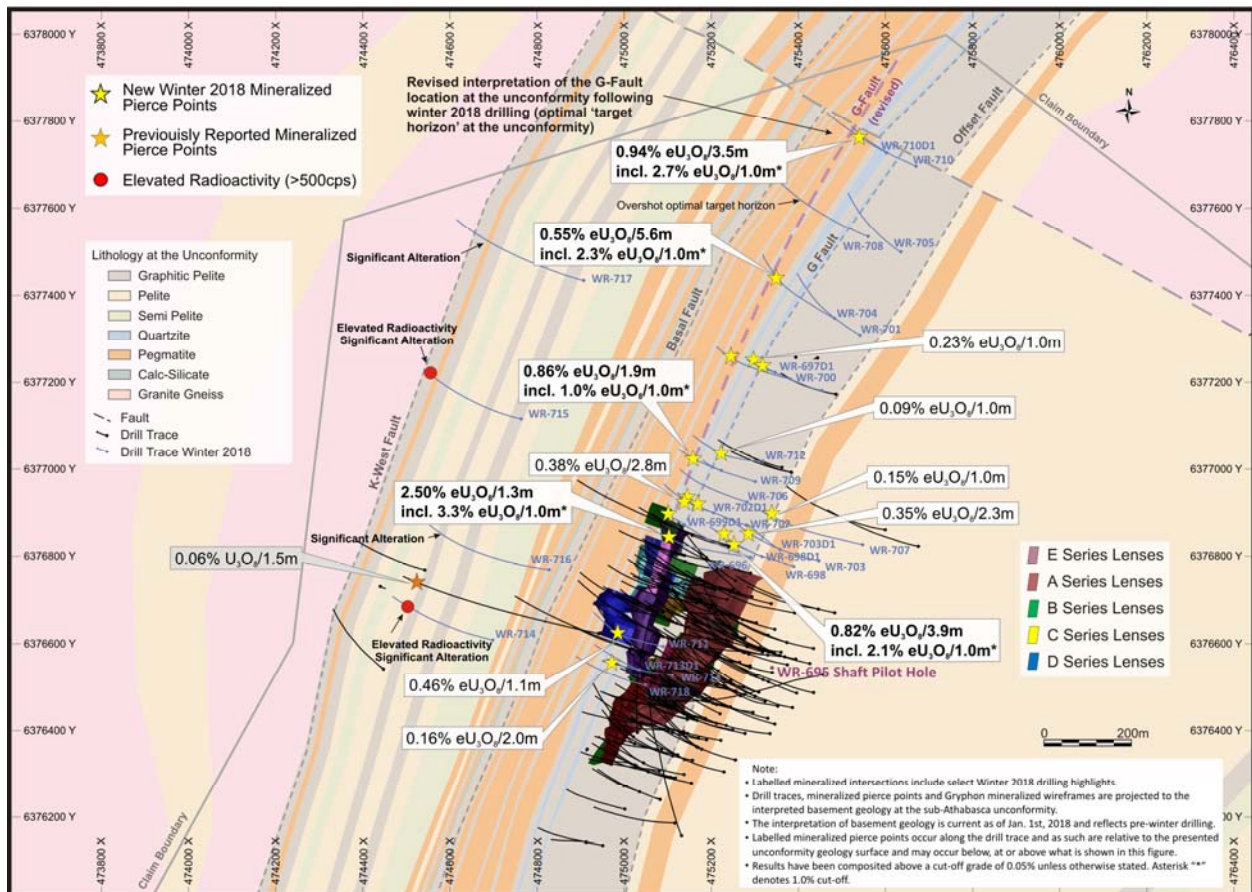 473800 X
474000 X
474200 X
474400 X
474600 X
474800 X
475000 X
475200 X
475400 X
475600 X
475800 X
476000 X
476200 X
476400 X
6378000 Y
6377800 Y
6377600 Y
6377400 Y
6377200 Y
6377000 Y
6376800 Y
6376600 Y
6376400 Y
6376200 Y
New Winter 2018 Mineralized
Pierce Points
Previouisly Reported Mineralized
Pierce Points
Elevated Radioactivity (>500cps)
Lithology at the Unconformity
Graphitic Pelite
Pelite
Semi Pelite
Quartzite
Pegmatite
Calc-Silicate
Granite Gneiss
Fault
Drill Trace
Drill Trace Winter 2018
Revised interpretation of the G-Fault
location at the unconformity following
winter 2018 drilling (optimal ‘target
horizon’ at the unconformity)
G-Fault
(revised)
Offset Fault
Claim Boundary
N
0.94% eU₃O₈/3.5m
incl. 2.7% eU₃O₈/1.0m*
WR-710D1
WR-710
Overshot optimal target horizon
WR-708
WR-705
0.55% eU₃O₈/5.6m
incl. 2.3% eU₃O₈/1.0m*
G Fault
Significant Alteration
WR-717
Basal Fault
WR-704
WR-701
Elevated Radioactivity
Significant Alteration
WR-715
0.23% eU₃O₈/1.0m
WR-697D1
WR-700
0.86% eU₃O₈/1.9m
incl. 1.0% eU₃O₈/1.0m*
K-West Fault
0.09% eU₃O₈/1.0m
WR-712
WR-709
0.38% eU₃O₈/2.8m
0.15% eU₃O₈/1.0m
WR-706
2.50% eU₃O₈/1.3m
incl. 3.3% eU₃O₈/1.0m*
WR-702D1
0.35% eU₃O₈/2.3m
WR-699D1
WR-702
WR-707
WR-703D1
WR-698D1
WR-703
WR-696
WR-698
Significant Alteration
WR-716
0.06% U₃O₈/1.5m
Elevated Radioactivity
Significant Alteration
WR-714
0.82% eU₃O₈/3.9m
incl. 2.1% eU₃O₈/1.0m*
WR-711
WR-713D1
WR-718
WR-695 Shaft Pilot Hole
0.46% eU₃O₈/1.1m
0.16% eU₃O₈/2.0m
E Series Lenses
A Series Lenses
B Series Lenses
C Series Lenses
D Series Lenses
0 200m
Claim Boundary
Note:
• Labelled mineralized intersections include select Winter 2018 drilling highlights.
• Drill traces, mineralized pierce points and Gryphon mineralized wireframes are projected to the
interpreted basement geology at the sub-Athabasca unconformity.
• The interpretation of basement geology is current as of Jan. 1st, 2018 and reflects pre-winter drilling.
• Labelled mineralized pierce points occur along the drill trace and as such are relative to the presented
unconformity geology surface and may occur below, at or above what is shown in this figure.
• Results have been composited above a cut-off grade of 0.05% unless otherwise stated. Asterisk "*"
denotes 1.0% cut-off.
473800 X
474000 X
474200 X
474400 X
474600 X
474800 X
475000 X
475200 X
476400 X
6378000 Y
6377800 Y
6377600 Y
6377400 Y
6377200 Y
6377000 Y
6376800 Y
6376600 Y
6376400 Y
6376200 Y